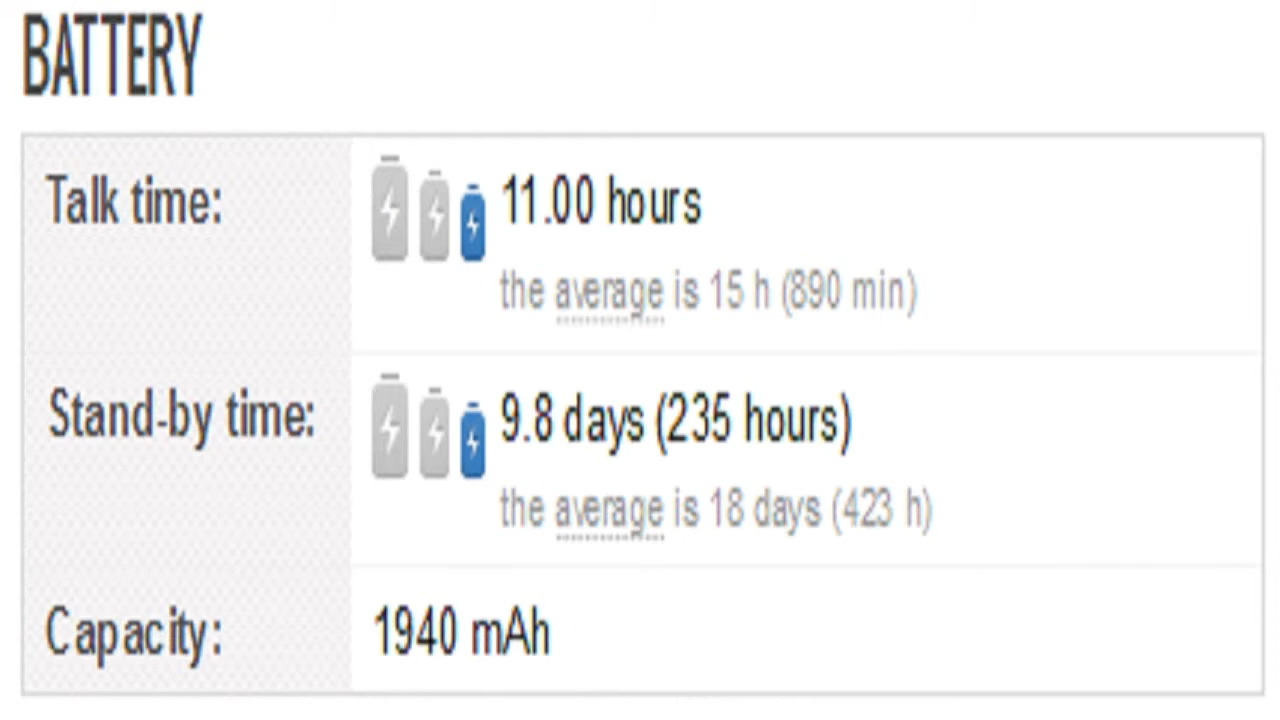 BATTERY
Talk time: 11.00 hours
the average is 15 h (890 min)
Stand-by time: 9.8 days (235 hours)
the average is 18 days (423 h)
Capacity: 1940 mAh